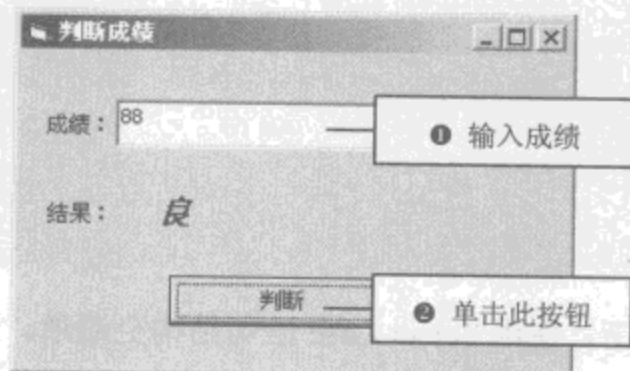 判断成绩
成绩：88
❶ 输入成绩
结果：良
判断
❷ 单击此按钮